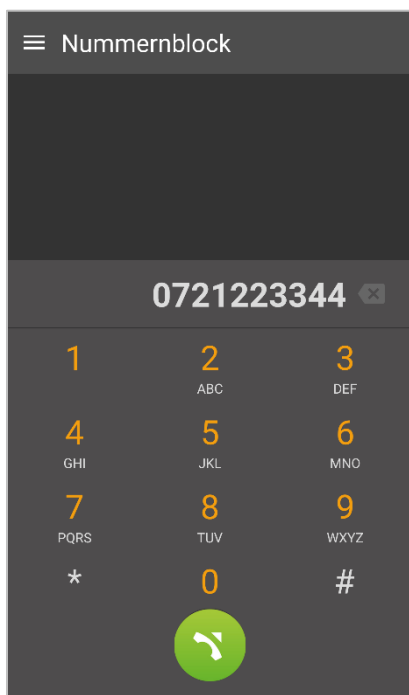 Nummernblock
0721223344
1 2 3
ABC DEF
4 5 6
GHI JKL MNO
7 8 9
PQRS TUV WXYZ
* 0 #